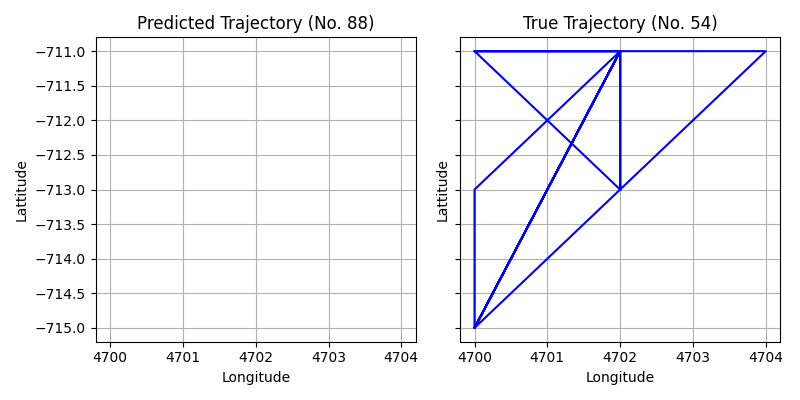 Predicted Trajectory (No. 88)
−711.0
−711.5
−712.0
−712.5
−713.0
−713.5
−714.0
−714.5
−715.0
Lattitude
4700 4701 4702 4703 4704
Longitude
True Trajectory (No. 54)
Lattitude
4700 4701 4702 4703 4704
Longitude